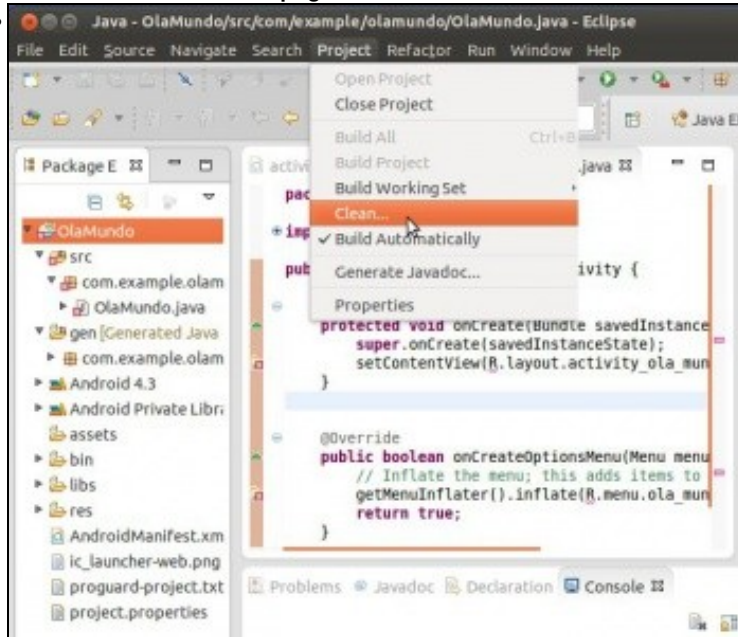 Java - OlaMundo/src/com/example/olamundo/OlaMundo.java - Eclipse
File Edit Source Navigate Search Project Refactor Run Window Help
Open Project
Close Project
Build All Ctrl+B
Build Project
Build Working Set
Clean...
Build Automatically
Generate Javadoc...
Properties
Java E
Package E
OlaMundo
src
com.example.olam
OlaMundo.java
gen [Generated Java
com.example.olam
Android 4.3
Android Private Libra
assets
bin
libs
res
AndroidManifest.xm
ic_launcher-web.png
proguard-project.txt
project.properties
activi .java
pac
imp
pub ivity {
protected void onCreate(Bundle savedInstance
super.onCreate(savedInstanceState);
setContentView(R.layout.activity_ola_mun
}
@Override
public boolean onCreateOptionsMenu(Menu menu
// Inflate the menu; this adds items to
getMenuInflater().inflate(R.menu.ola_mun
return true;
}
Problems Javadoc Declaration Console